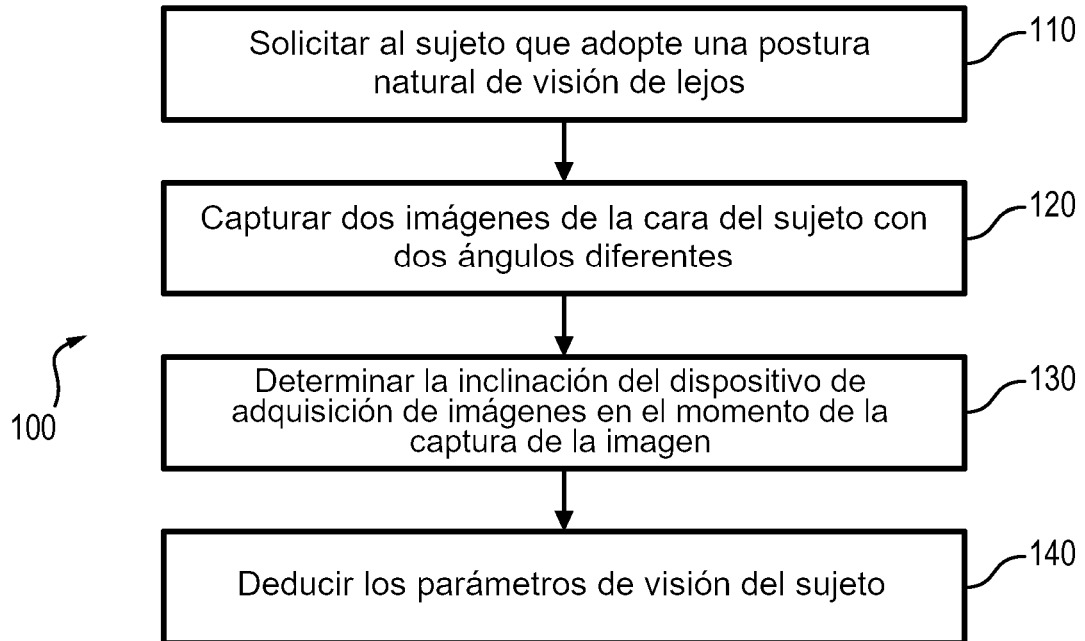 Solicitar al sujeto que adopte una postura
natural de visión de lejos
110
Capturar dos imágenes de la cara del sujeto con
dos ángulos diferentes
120
Determinar la inclinación del dispositivo de
adquisición de imágenes en el momento de la
captura de la imagen
130
100
Deducir los parámetros de visión del sujeto
140